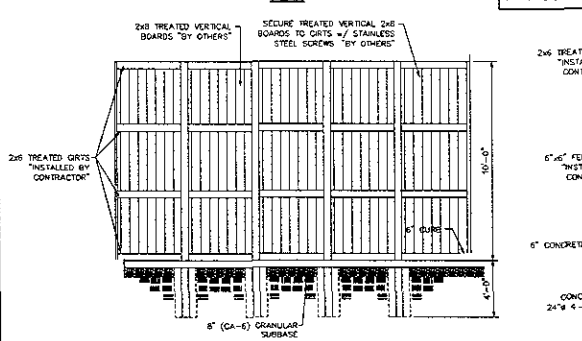 2x8 TREATED VERTICAL
BOARDS "BY OTHERS"
SECURE TREATED VERTICAL 2x8
BOARDS TO GIRTS w/ STAINLESS
STEEL SCREWS "BY OTHERS"
2x6 TREAT
"INSTA
CONT
2x6 TREATED GIRTS
"INSTALLED BY
CONTRACTOR"
10'-0"
6"x6" FE
"INST
CON
6" CURB
6" CONCRET
4'-0"
CONC
24"ø 4-
8" (CA-6) GRANULAR
SUBBASE